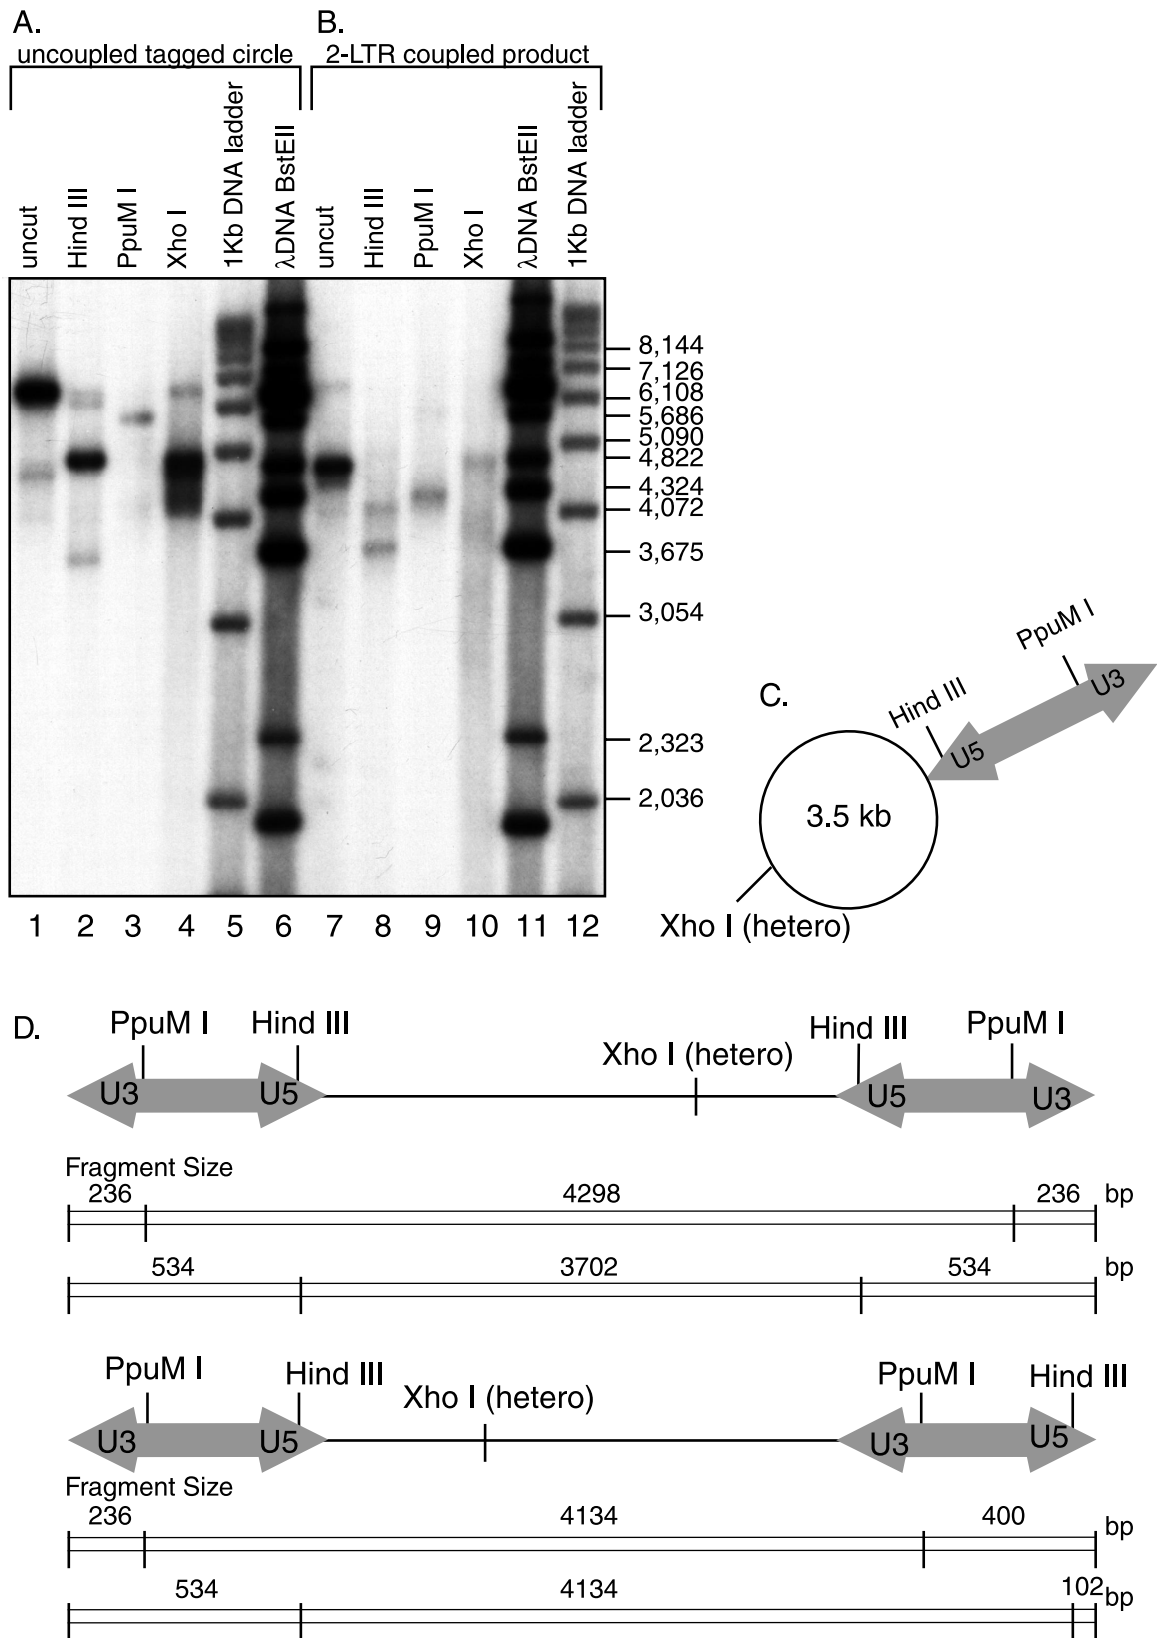 A.
B.
uncoupled tagged circle
2-LTR coupled product
uncut
Hind III
PpuM I
Xho I
1Kb DNA ladder
λDNA BstEII
uncut
Hind III
PpuM I
Xho I
λDNA BstEII
1Kb DNA ladder
8,144
7,126
6,108
5,686
5,090
4,822
4,324
4,072
3,675
3,054
2,323
2,036
1 2 3 4 5 6 7 8 9 10 11 12
C.
PpuM I
Hind III
U3
U5
3.5 kb
Xho I (hetero)
D.
PpuM I Hind III Hind III PpuM I
Xho I (hetero)
U3 U5 U5 U3
Fragment Size
236 4298 236 bp
534 3702 534 bp
PpuM I Hind III PpuM I Hind III
Xho I (hetero)
U3 U5 U3 U5
Fragment Size
236 4134 400 bp
534 4134 102 bp